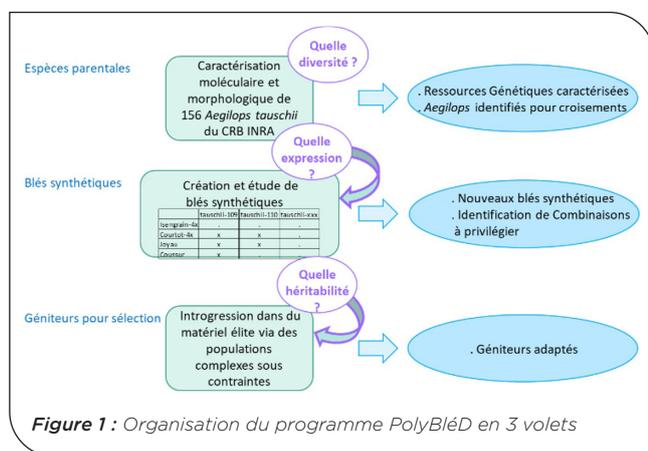 Quelle
diversité ?
Espèces parentales
Caractérisation
moléculaire et
morphologique de
156 Aegilops tauschii
du CRB INRA
. Ressources Génétiques caractérisées
. Aegilops identifiés pour croisements
Quelle
expression
?
Blés synthétiques
Création et étude de
blés synthétiques
tauschii-109 tauschii-110 tauschii-xxx
Isengrain-4x . . .
Courtot-4x x x .
Joyau x x .
Coussur x . .
. Nouveaux blés synthétiques
. Identification de Combinaisons
à privilégier
Quelle
héritabilité
?
Géniteurs pour sélection
Introgression dans du
matériel élite via des
populations
complexes sous
contraintes
. Géniteurs adaptés
Figure 1 : Organisation du programme PolyBléD en 3 volets